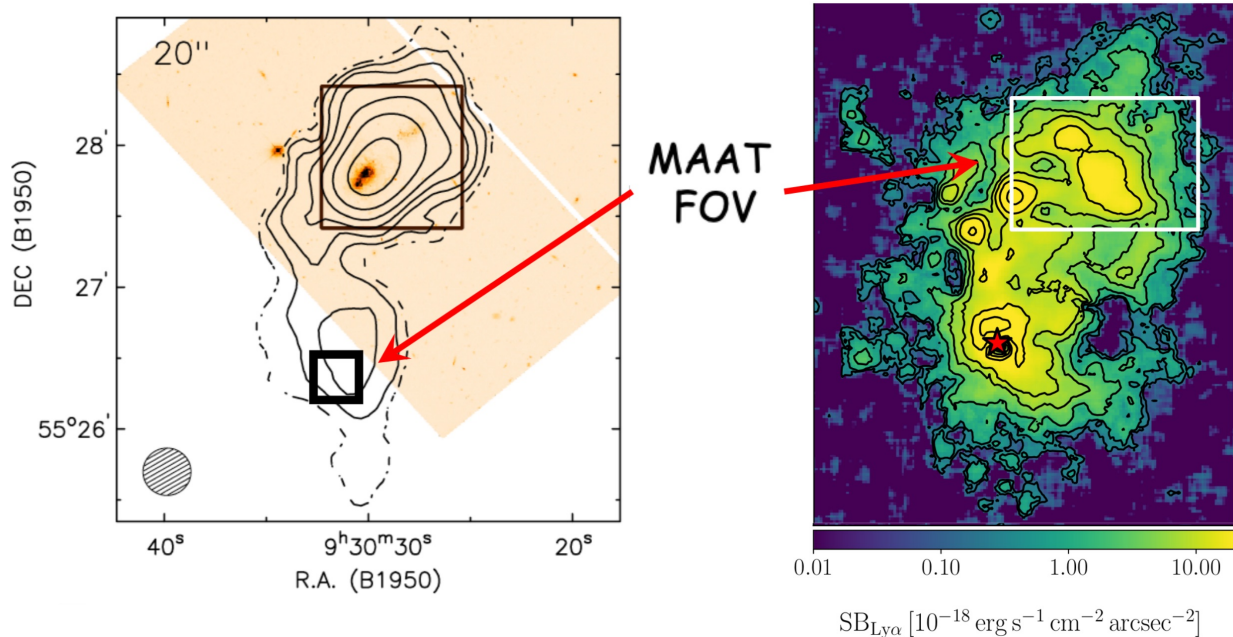 20"
28'
27'
55°26'
DEC (B1950)
40ˢ
9ʰ30ᵐ30ˢ
20ˢ
R.A. (B1950)
MAAT
FOV
0.01
0.10
1.00
10.00
SB_Lyα [10⁻¹⁸ erg s⁻¹ cm⁻² arcsec⁻²]